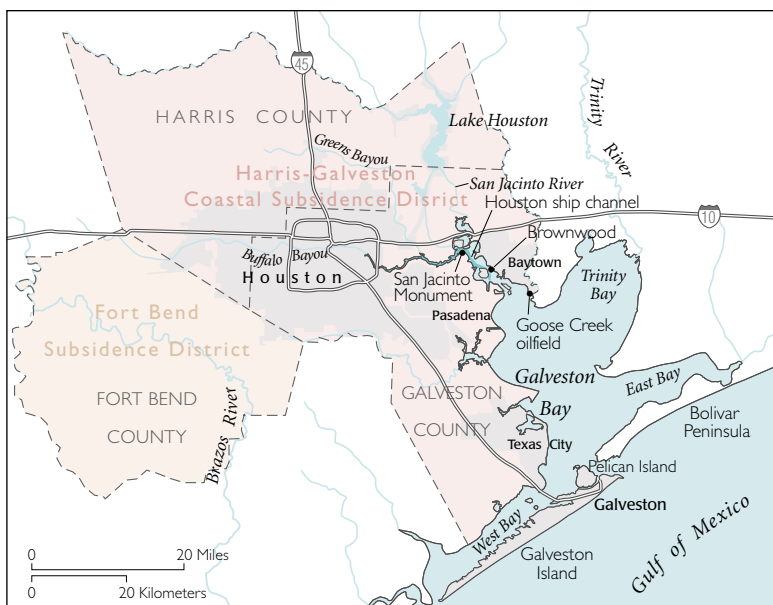 45
HARRIS COUNTY
Lake Houston
Trinity
River
Greens Bayou
Harris-Galveston
Coastal Subsidence District
San Jacinto River
Houston ship channel
10
Brownwood
Buffalo Bayou
Houston
San Jacinto
Monument
Baytown
Trinity
Bay
Fort Bend
Subsidence District
Pasadena
Goose Creek
oilfield
FORT BEND
COUNTY
Brazos River
GALVESTON
COUNTY
Galveston
Bay
East Bay
Bolivar
Peninsula
Texas City
Pelican Island
Galveston
West Bay
Galveston
Island
Gulf of Mexico
0 20 Miles
0 20 Kilometers